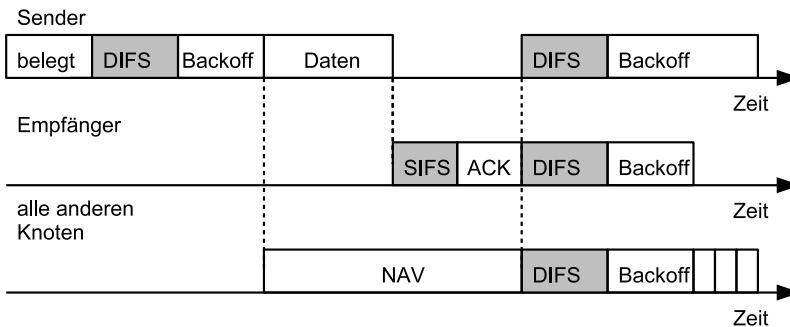 Sender
belegt DIFS Backoff Daten DIFS Backoff
Zeit
Empfänger
SIFS ACK DIFS Backoff
Zeit
alle anderen
Knoten
NAV DIFS Backoff
Zeit